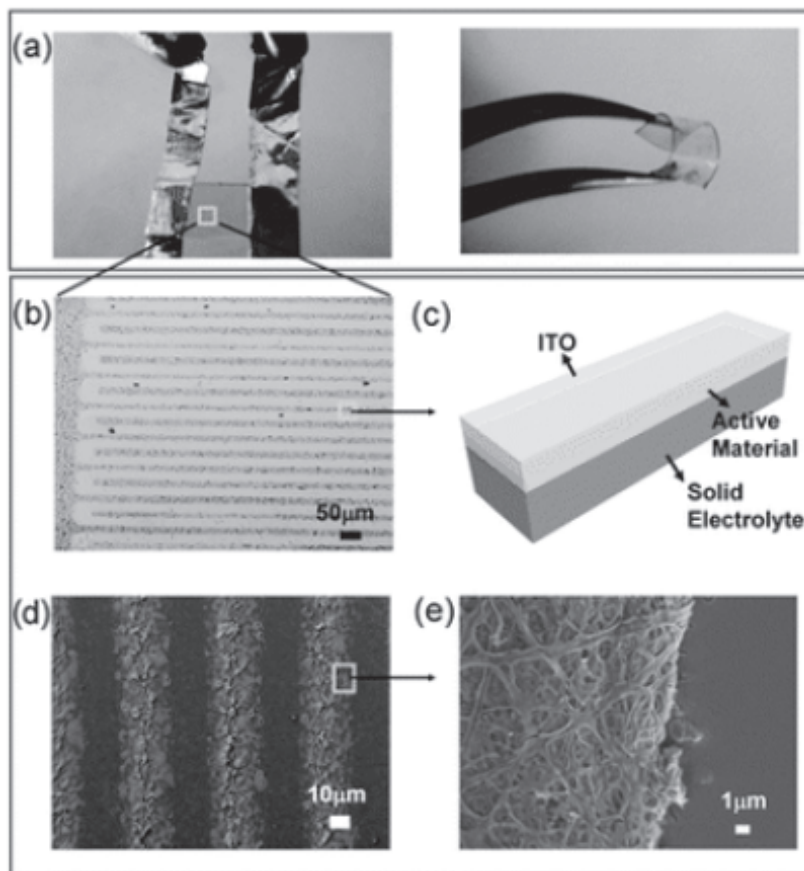 (a)
(b)
(c)
ITO
Active
Material
Solid
Electrolyte
50μm
(d)
(e)
10μm
1μm